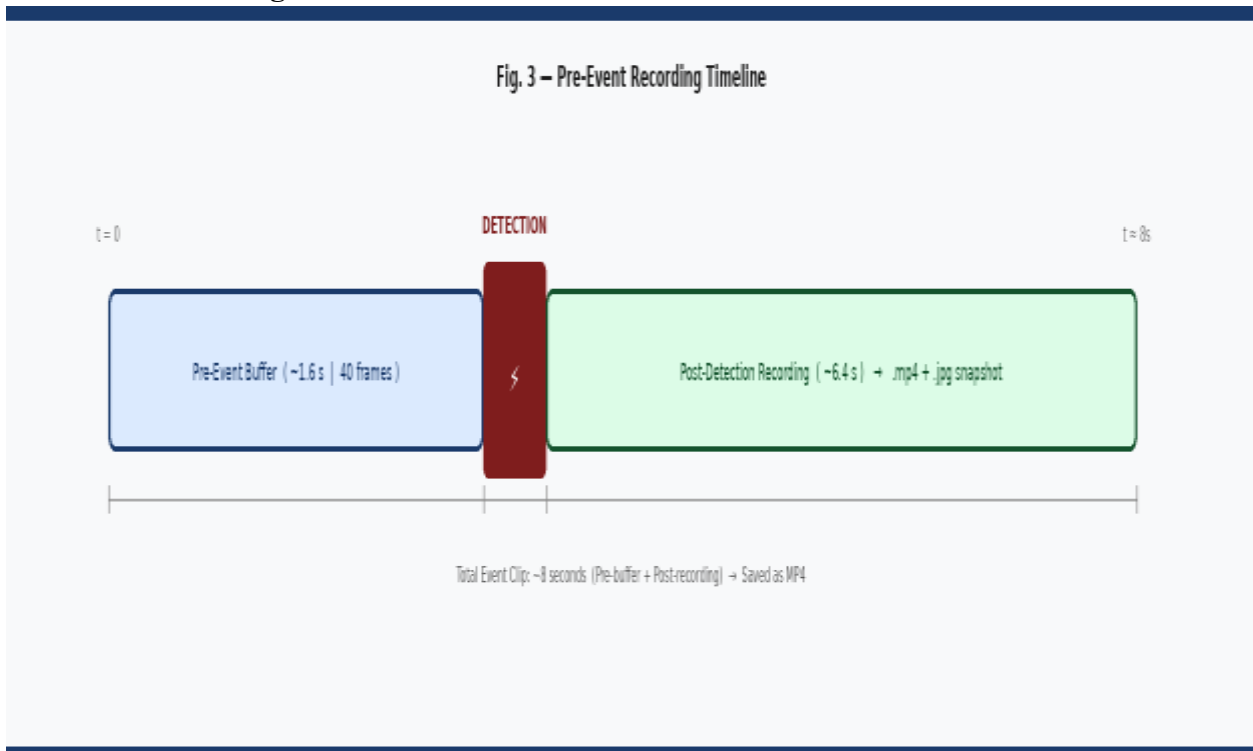 Fig. 3 – Pre-Event Recording Timeline
DETECTION
t = 0
t ≈ 8s
Pre-Event Buffer ( ~1.6 s | 40 frames )
⚡
Post-Detection Recording ( ~6.4 s ) → .mp4 + .jpg snapshot
Total Event Clip: ~8 seconds (Pre-buffer + Post-recording) → Saved as MP4